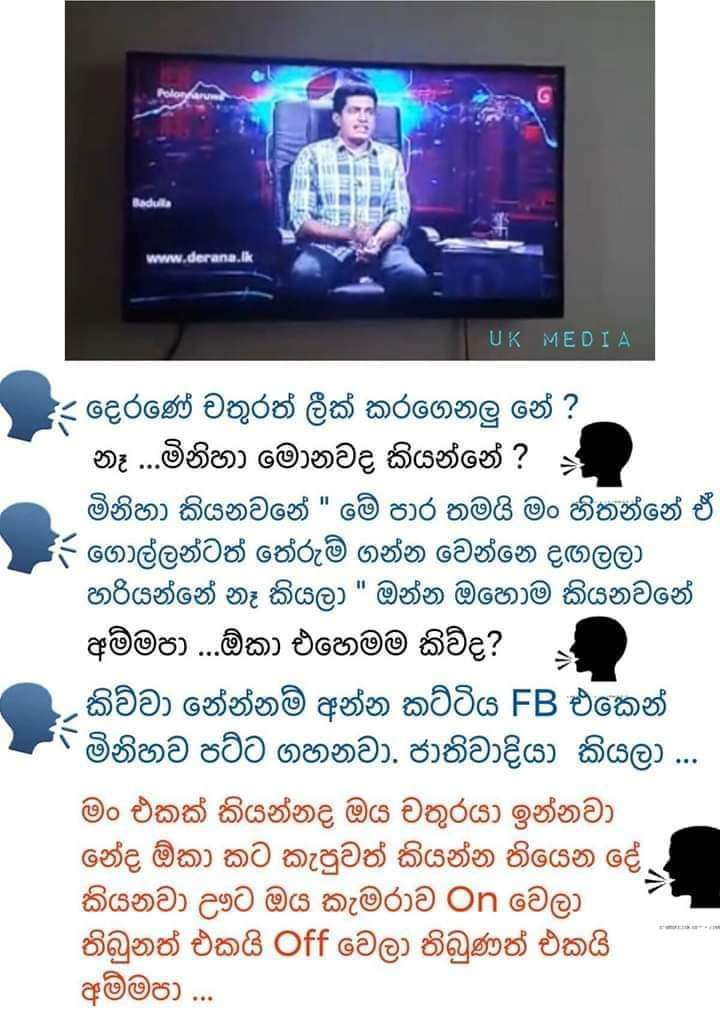 Polonnaruwa
Badulla
www.derana.lk
UK MEDIA
දෙරණේ චතුරත් ලීක් කරගෙනලු නේ ?
නෑ ...මිනිහා මොනවද කියන්නේ ?
මිනිහා කියනවනේ " මේ පාර තමයි මං හිතන්නේ ඒ
ගොල්ලන්ටත් තේරුම් ගන්න වෙන්නෙ දඟලලා
හරියන්නේ නෑ කියලා " ඔන්න ඔහොම කියනවනේ
අම්මපා ...ඕකා එහෙමම කිව්ද?
කිව්වා නේන්නම් අන්න කට්ටිය FB එකෙන්
මිනිහව පට්ට ගහනවා. ජාතිවාදියා කියලා ...
මං එකක් කියන්නද ඔය චතුරයා ඉන්නවා
නේද ඕකා කට කැපුවත් කියන්න තියෙන දේ
කියනවා ඌට ඔය කැමරාව On වෙලා
තිබුනත් එකයි Off වෙලා තිබුණත් එකයි
අම්මපා ...